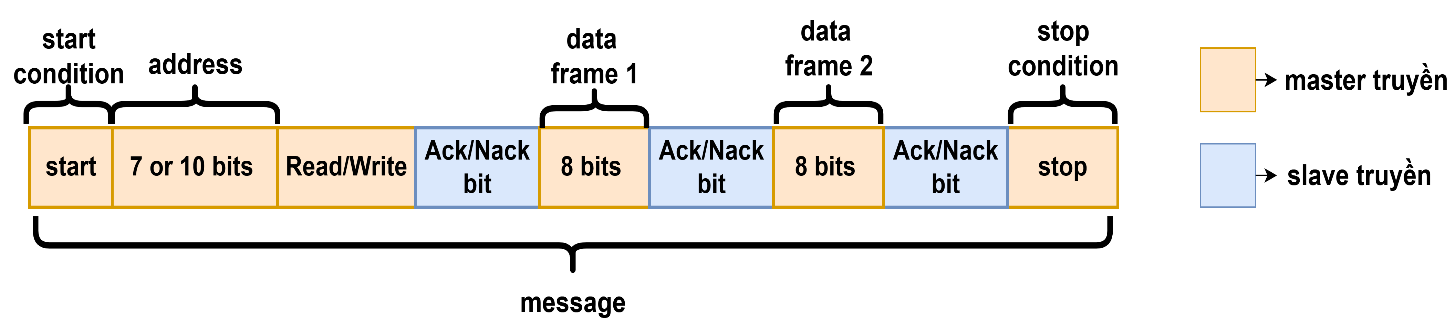 start
condition
address
data
frame 1
data
frame 2
stop
condition
start
7 or 10 bits
Read/Write
Ack/Nack
bit
8 bits
Ack/Nack
bit
8 bits
Ack/Nack
bit
stop
message
master truyền
slave truyền